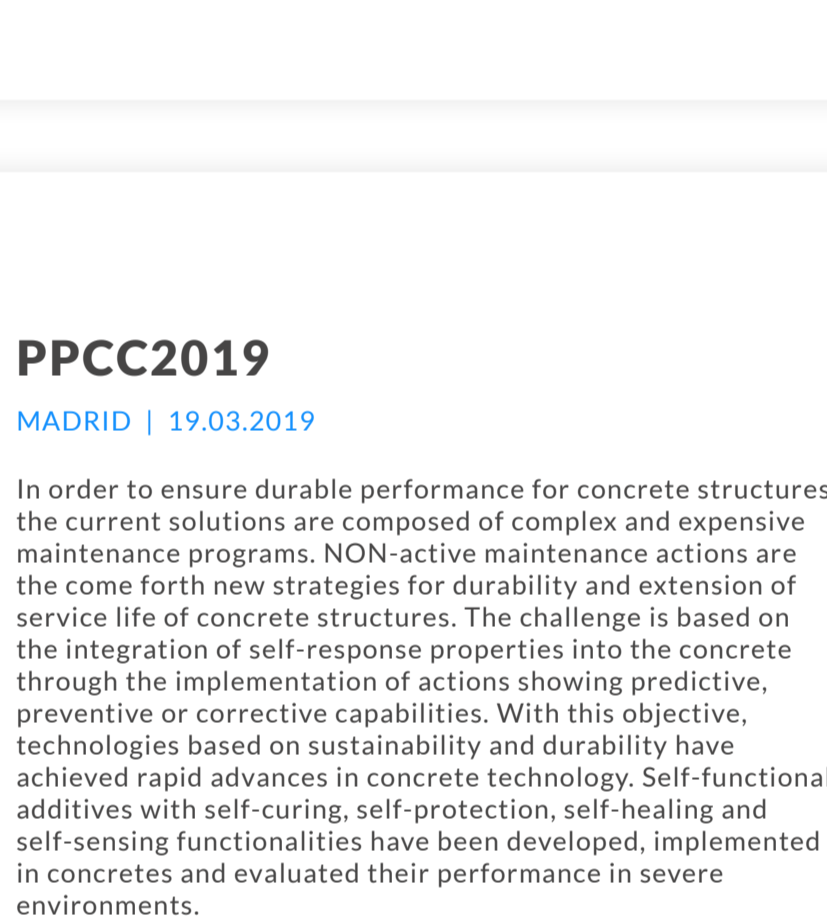 PPCC2019
MADRID | 19.03.2019
In order to ensure durable performance for concrete structures
the current solutions are composed of complex and expensive
maintenance programs. NON-active maintenance actions are
the come forth new strategies for durability and extension of
service life of concrete structures. The challenge is based on
the integration of self-response properties into the concrete
through the implementation of actions showing predictive,
preventive or corrective capabilities. With this objective,
technologies based on sustainability and durability have
achieved rapid advances in concrete technology. Self-functional
additives with self-curing, self-protection, self-healing and
self-sensing functionalities have been developed, implemented
in concretes and evaluated their performance in severe
environments.